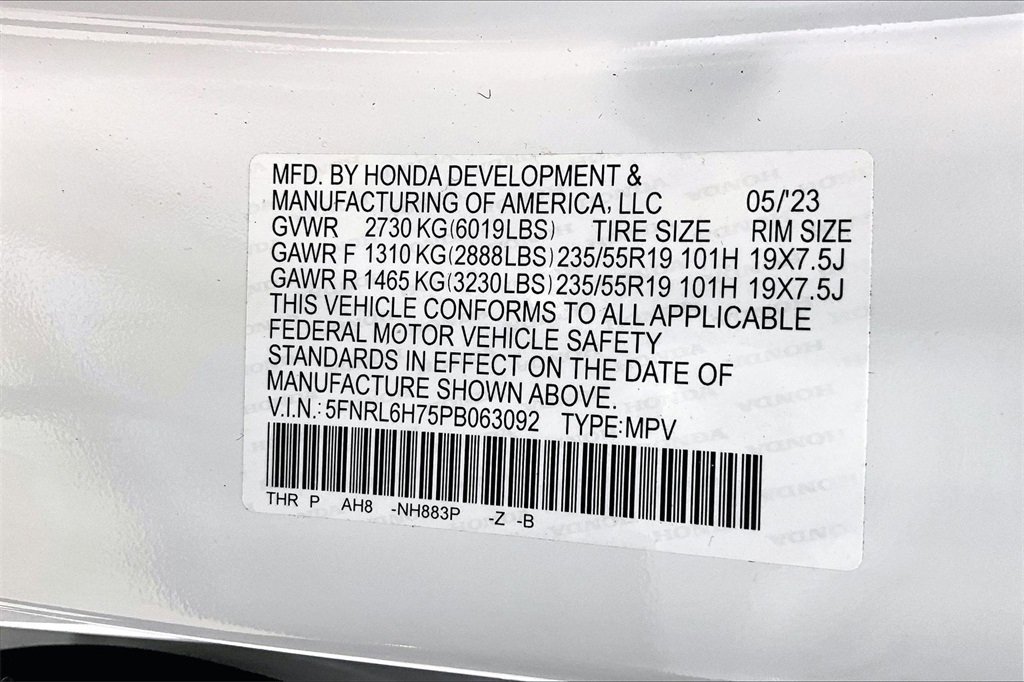 MFD. BY HONDA DEVELOPMENT &
MANUFACTURING OF AMERICA, LLC 05/'23
GVWR 2730 KG(6019LBS) TIRE SIZE RIM SIZE
GAWR F 1310 KG(2888LBS) 235/55R19 101H 19X7.5J
GAWR R 1465 KG(3230LBS) 235/55R19 101H 19X7.5J
THIS VEHICLE CONFORMS TO ALL APPLICABLE
FEDERAL MOTOR VEHICLE SAFETY
STANDARDS IN EFFECT ON THE DATE OF
MANUFACTURE SHOWN ABOVE.
V.I.N.: 5FNRL6H75PB063092 TYPE:MPV
THR P AH8 -NH883P -Z -B